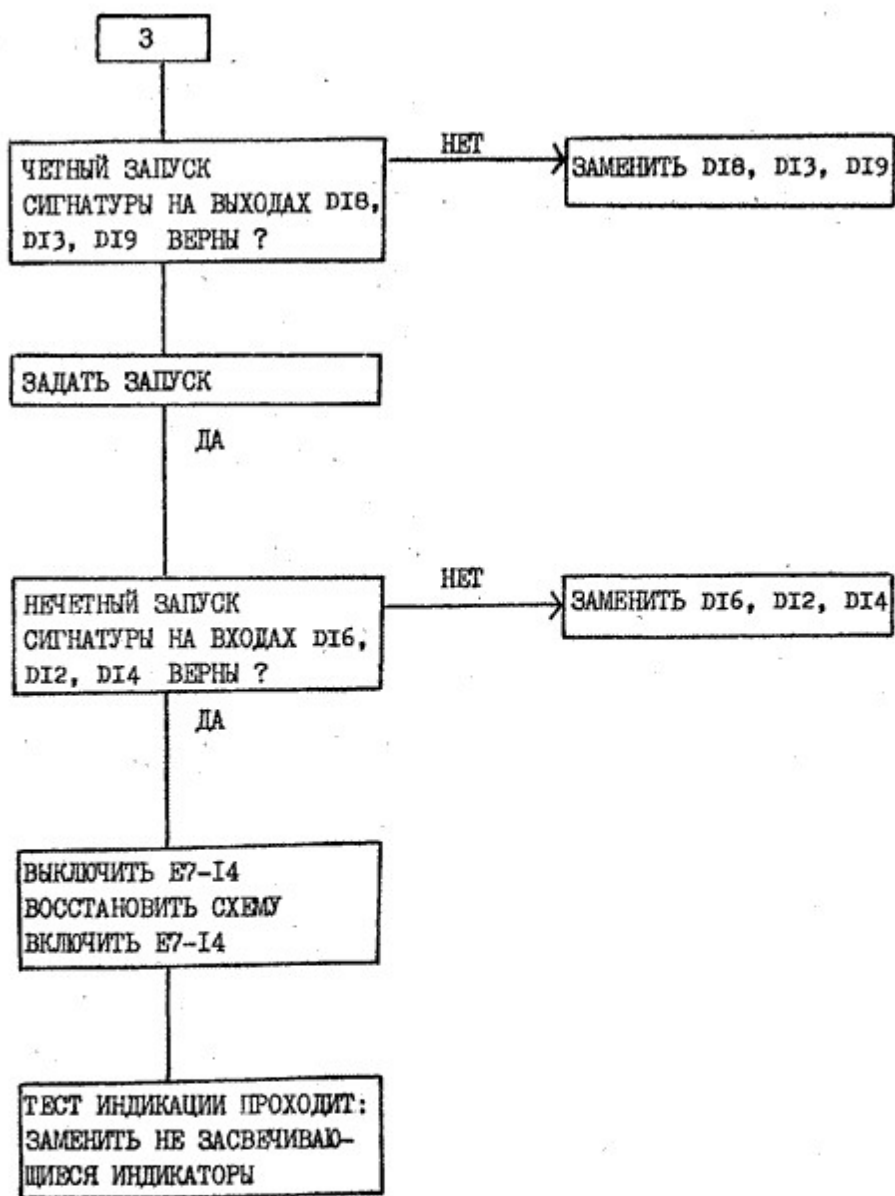 3
ЧЕТНЫЙ ЗАПУСК
СИГНАТУРЫ НА ВЫХОДАХ DI8,
DI3, DI9 ВЕРНЫ ?
НЕТ
ЗАМЕНИТЬ DI8, DI3, DI9
ЗАДАТЬ ЗАПУСК
ДА
НЕЧЕТНЫЙ ЗАПУСК
СИГНАТУРЫ НА ВХОДАХ DI6,
DI2, DI4 ВЕРНЫ ?
НЕТ
ЗАМЕНИТЬ DI6, DI2, DI4
ДА
ВЫКЛЮЧИТЬ Е7-I4
ВОССТАНОВИТЬ СХЕМУ
ВКЛЮЧИТЬ Е7-I4
ТЕСТ ИНДИКАЦИИ ПРОХОДИТ:
ЗАМЕНИТЬ НЕ ЗАСВЕЧИВАЮ-
ЩИЕСЯ ИНДИКАТОРЫ